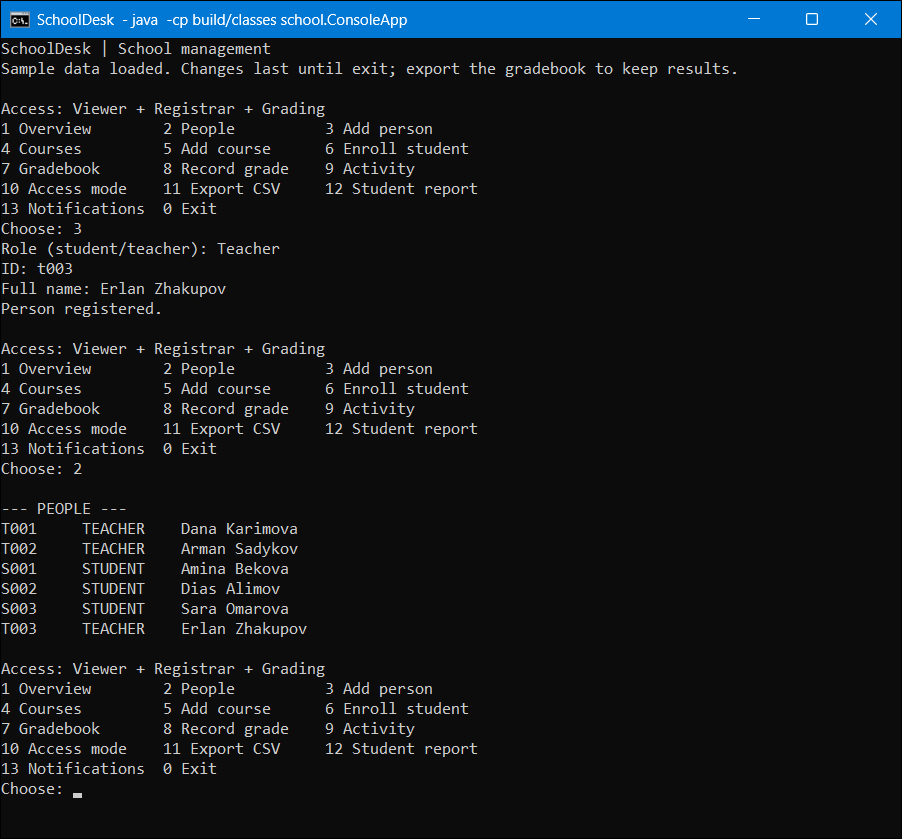 SchoolDesk - java -cp build/classes school.ConsoleApp
SchoolDesk | School management
Sample data loaded. Changes last until exit; export the gradebook to keep results.
Access: Viewer + Registrar + Grading
1 Overview        2 People          3 Add person
4 Courses         5 Add course      6 Enroll student
7 Gradebook       8 Record grade    9 Activity
10 Access mode    11 Export CSV     12 Student report
13 Notifications  0 Exit
Choose: 3
Role (student/teacher): Teacher
ID: t003
Full name: Erlan Zhakupov
Person registered.
Access: Viewer + Registrar + Grading
1 Overview        2 People          3 Add person
4 Courses         5 Add course      6 Enroll student
7 Gradebook       8 Record grade    9 Activity
10 Access mode    11 Export CSV     12 Student report
13 Notifications  0 Exit
Choose: 2
--- PEOPLE ---
T001     TEACHER    Dana Karimova
T002     TEACHER    Arman Sadykov
S001     STUDENT    Amina Bekova
S002     STUDENT    Dias Alimov
S003     STUDENT    Sara Omarova
T003     TEACHER    Erlan Zhakupov
Access: Viewer + Registrar + Grading
1 Overview        2 People          3 Add person
4 Courses         5 Add course      6 Enroll student
7 Gradebook       8 Record grade    9 Activity
10 Access mode    11 Export CSV     12 Student report
13 Notifications  0 Exit
Choose: